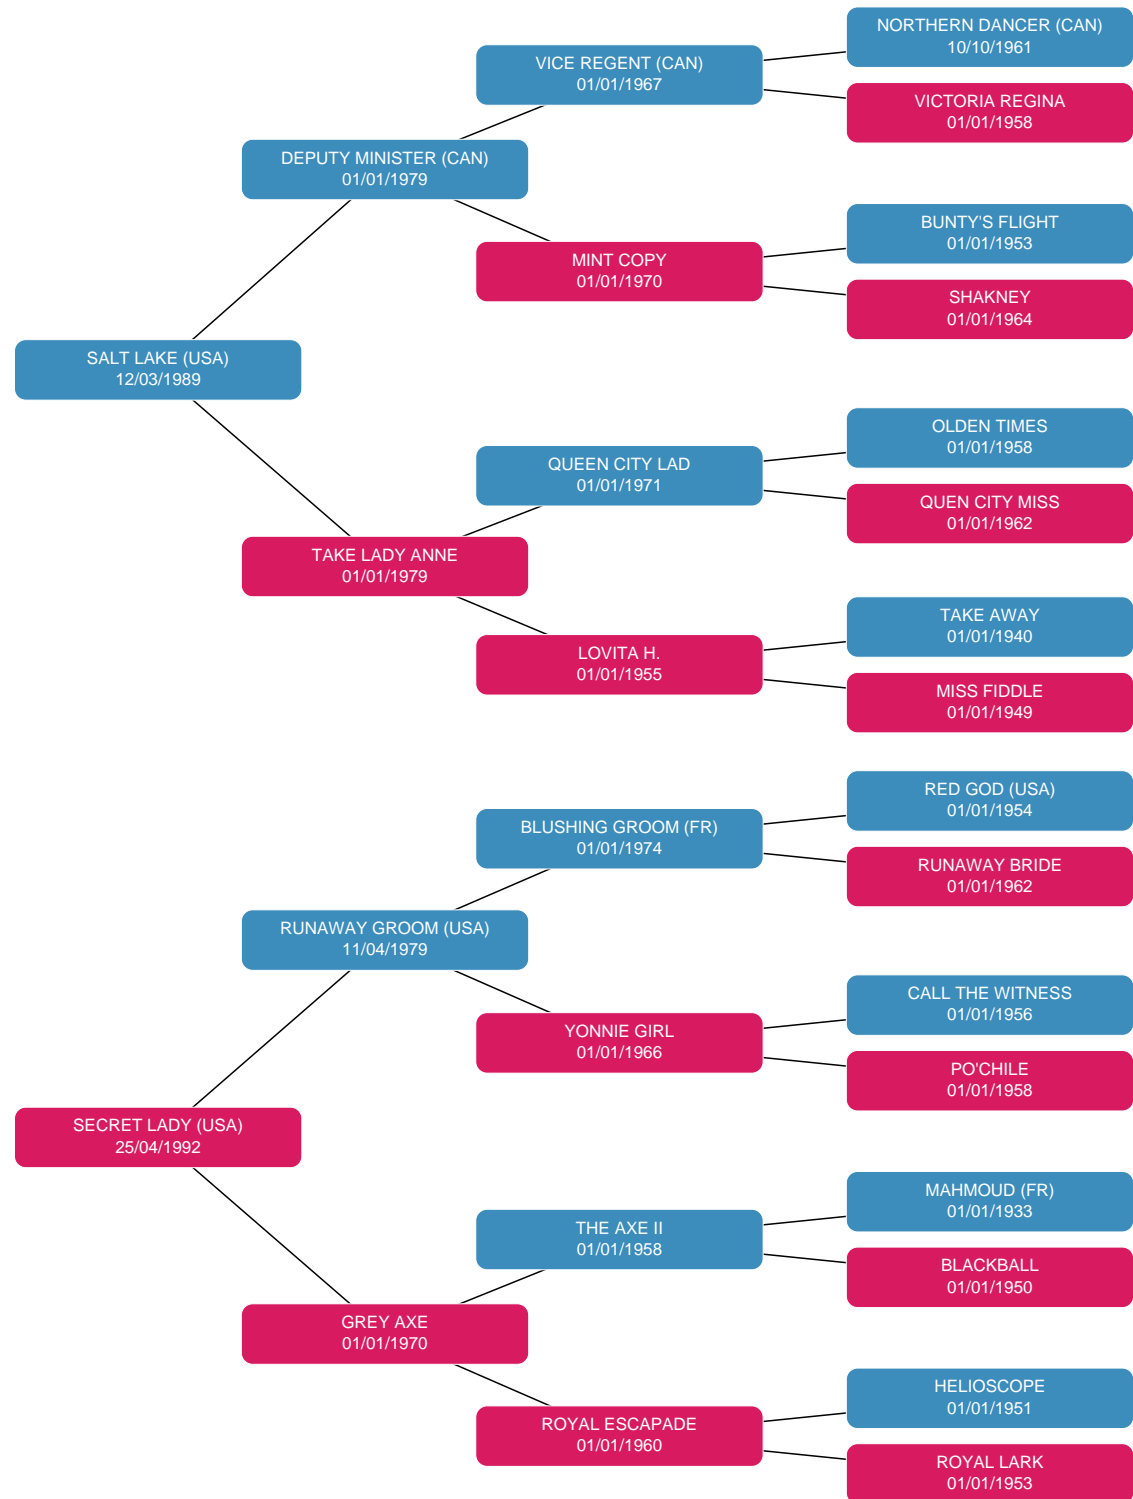 NORTHERN DANCER (CAN)
10/10/1961
VICE REGENT (CAN)
01/01/1967
VICTORIA REGINA
01/01/1958
DEPUTY MINISTER (CAN)
01/01/1979
BUNTY'S FLIGHT
01/01/1953
MINT COPY
01/01/1970
SHAKNEY
01/01/1964
SALT LAKE (USA)
12/03/1989
OLDEN TIMES
01/01/1958
QUEEN CITY LAD
01/01/1971
QUEN CITY MISS
01/01/1962
TAKE LADY ANNE
01/01/1979
TAKE AWAY
01/01/1940
LOVITA H.
01/01/1955
MISS FIDDLE
01/01/1949
RED GOD (USA)
01/01/1954
BLUSHING GROOM (FR)
01/01/1974
RUNAWAY BRIDE
01/01/1962
RUNAWAY GROOM (USA)
11/04/1979
CALL THE WITNESS
01/01/1956
YONNIE GIRL
01/01/1966
PO'CHILE
01/01/1958
SECRET LADY (USA)
25/04/1992
MAHMOUD (FR)
01/01/1933
THE AXE II
01/01/1958
BLACKBALL
01/01/1950
GREY AXE
01/01/1970
HELIOSCOPE
01/01/1951
ROYAL ESCAPADE
01/01/1960
ROYAL LARK
01/01/1953